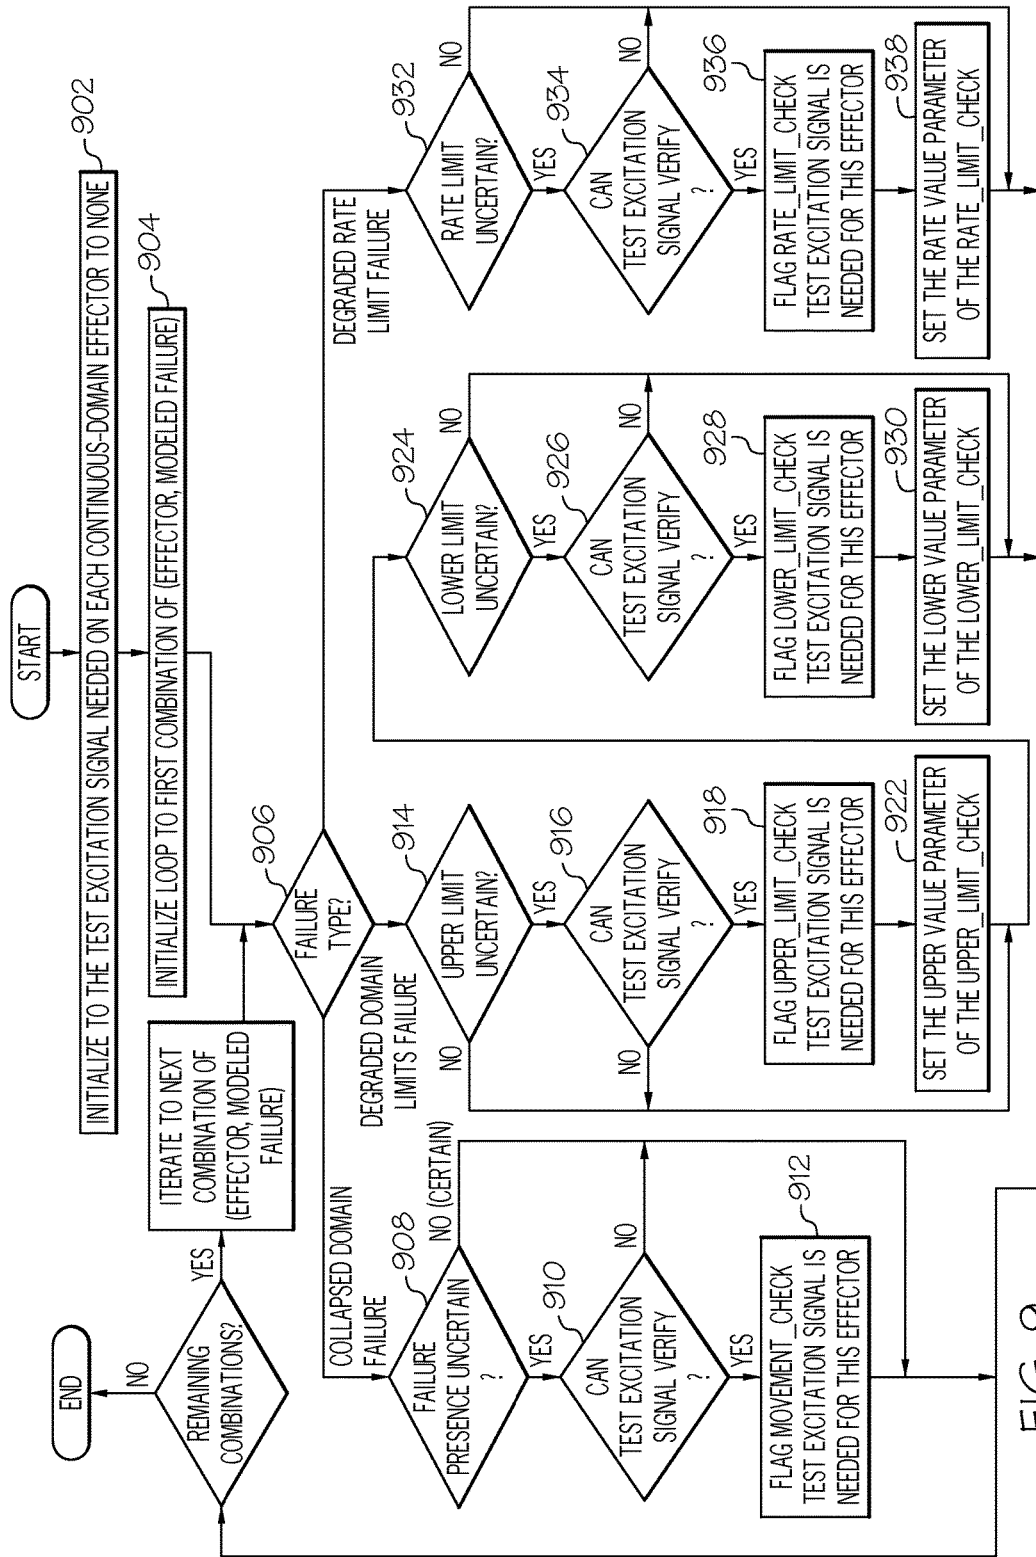 START
INITIALIZE TO THE TEST EXCITATION SIGNAL NEEDED ON EACH CONTINUOUS-DOMAIN EFFECTOR TO NONE
902
INITIALIZE LOOP TO FIRST COMBINATION OF (EFFECTOR, MODELED FAILURE)
904
END
NO
REMAINING
COMBINATIONS?
YES
ITERATE TO NEXT
COMBINATION OF
(EFFECTOR, MODELED
FAILURE)
FAILURE
TYPE?
906
COLLAPSED DOMAIN
FAILURE
DEGRADED DOMAIN
LIMITS FAILURE
DEGRADED RATE
LIMIT FAILURE
FAILURE
PRESENCE UNCERTAIN
?
908
NO (CERTAIN)
YES
CAN
TEST EXCITATION
SIGNAL VERIFY
?
910
NO
YES
FLAG MOVEMENT_CHECK
TEST EXCITATION SIGNAL IS
NEEDED FOR THIS EFFECTOR
912
UPPER LIMIT
UNCERTAIN?
914
NO
YES
CAN
TEST EXCITATION
SIGNAL VERIFY
?
916
NO
YES
FLAG UPPER_LIMIT_CHECK
TEST EXCITATION SIGNAL IS
NEEDED FOR THIS EFFECTOR
918
SET THE UPPER VALUE PARAMETER
OF THE UPPER_LIMIT_CHECK
922
LOWER LIMIT
UNCERTAIN?
924
NO
YES
CAN
TEST EXCITATION
SIGNAL VERIFY
?
926
NO
YES
FLAG LOWER_LIMIT_CHECK
TEST EXCITATION SIGNAL IS
NEEDED FOR THIS EFFECTOR
928
SET THE LOWER VALUE PARAMETER
OF THE LOWER_LIMIT_CHECK
930
RATE LIMIT
UNCERTAIN?
932
NO
YES
CAN
TEST EXCITATION
SIGNAL VERIFY
?
934
NO
YES
FLAG RATE_LIMIT_CHECK
TEST EXCITATION SIGNAL IS
NEEDED FOR THIS EFFECTOR
936
SET THE RATE VALUE PARAMETER
OF THE RATE_LIMIT_CHECK
938